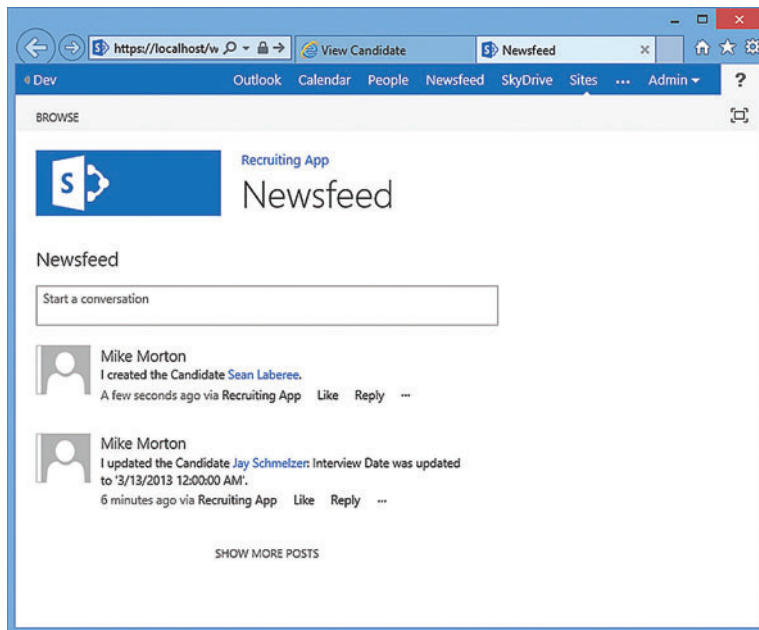 https://localhost/w
View Candidate
Newsfeed
Dev
Outlook Calendar People Newsfeed SkyDrive Sites ... Admin
?
BROWSE
S
Recruiting App
Newsfeed
Newsfeed
Start a conversation
Mike Morton
I created the Candidate Sean Laberee.
A few seconds ago via Recruiting App Like Reply ...
Mike Morton
I updated the Candidate Jay Schmelzer: Interview Date was updated
to '3/13/2013 12:00:00 AM'.
6 minutes ago via Recruiting App Like Reply ...
SHOW MORE POSTS